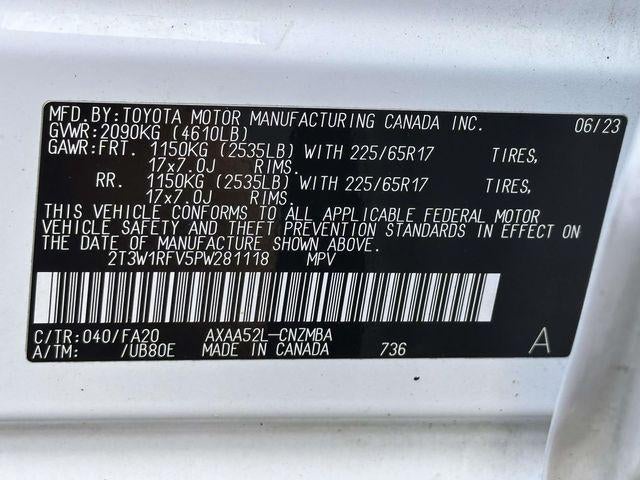 MFD.BY:TOYOTA MOTOR MANUFACTURING CANADA INC. 06/23
GVWR:2090KG (4610LB)
GAWR:FRT. 1150KG (2535LB) WITH 225/65R17 TIRES,
17x7.0J RIMS.
RR. 1150KG (2535LB) WITH 225/65R17 TIRES,
17x7.0J RIMS.
THIS VEHICLE CONFORMS TO ALL APPLICABLE FEDERAL MOTOR
VEHICLE SAFETY AND THEFT PREVENTION STANDARDS IN EFFECT ON
THE DATE OF MANUFACTURE SHOWN ABOVE.
2T3W1RFV5PW281118 MPV
C/TR:040/FA20 AXAA52L-CNZMBA A
A/TM: /UB80E MADE IN CANADA 736